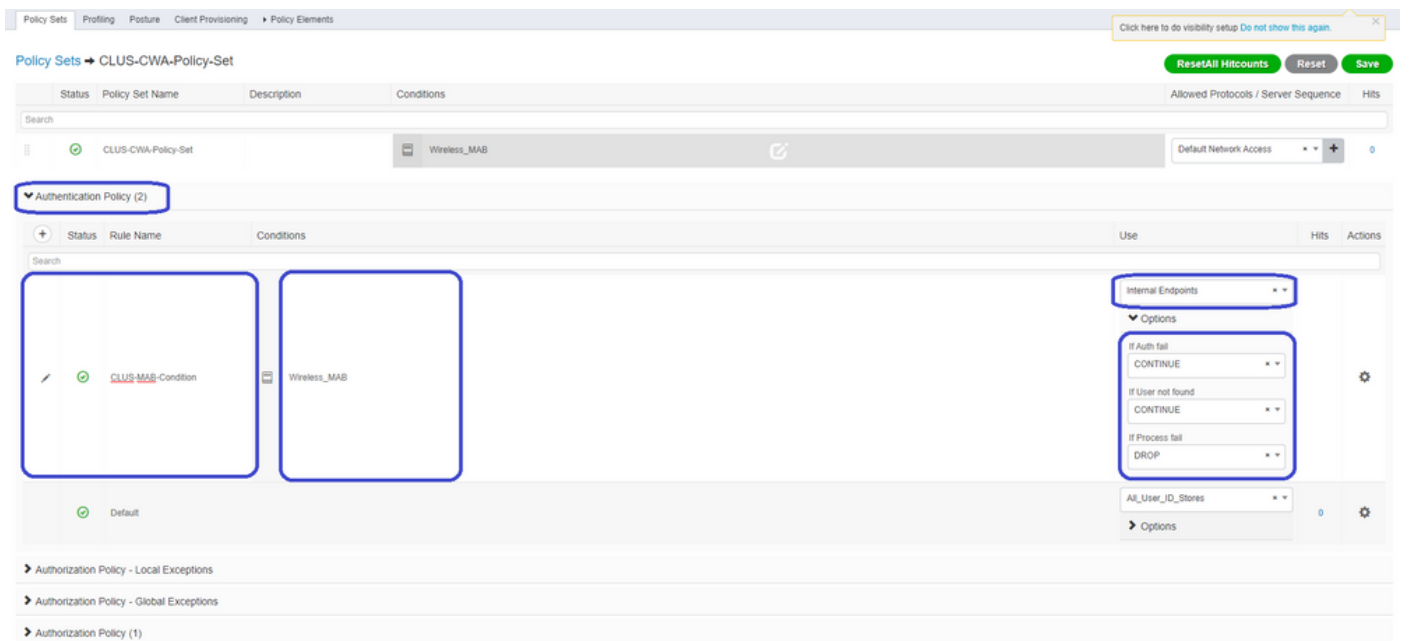 Policy Sets Profiling Posture Client Provisioning Policy Elements
Click here to do visibility setup Do not show this again.
Policy Sets → CLUS-CWA-Policy-Set
ResetAll Hitcounts Reset Save
Status Policy Set Name Description Conditions Allowed Protocols / Server Sequence Hits
Search
CLUS-CWA-Policy-Set Wireless_MAB Default Network Access 0
Authentication Policy (2)
Status Rule Name Conditions Use Hits Actions
Search
Internal Endpoints
Options
If Auth fail
CONTINUE
CLUS-MAB-Condition Wireless_MAB
If User not found
CONTINUE
If Process fail
DROP
All_User_ID_Stores
Default 0
Options
Authorization Policy - Local Exceptions
Authorization Policy - Global Exceptions
Authorization Policy (1)